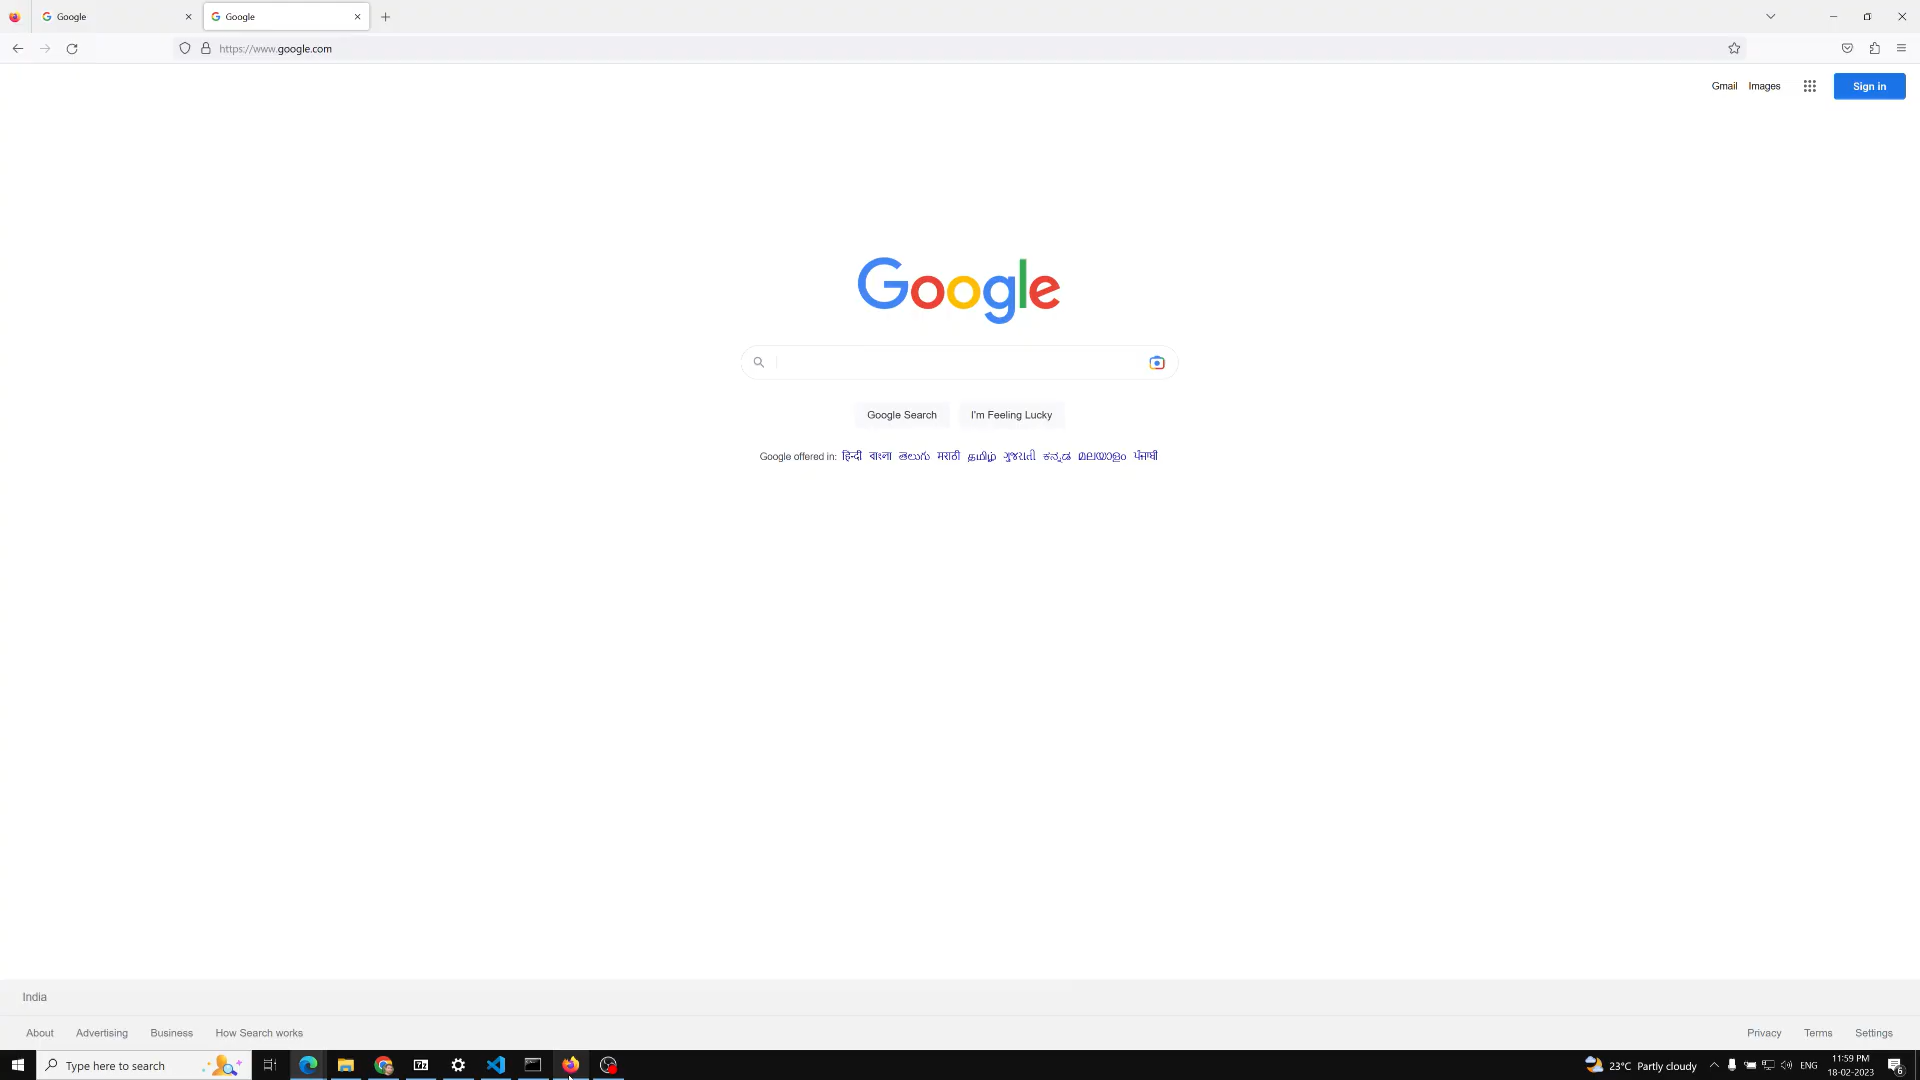 Google
Google
https://www.google.com
Gmail Images Sign in
Google
Google Search I'm Feeling Lucky
Google offered in: हिन्दी বাংলা తెలుగు मराठी தமிழ் ગુજરાતી ಕನ್ನಡ മലയാളം ਪੰਜਾਬੀ
India
About Advertising Business How Search works Privacy Terms Settings
Type here to search
23°C Partly cloudy ENG
11:59 PM
18-02-2023
6